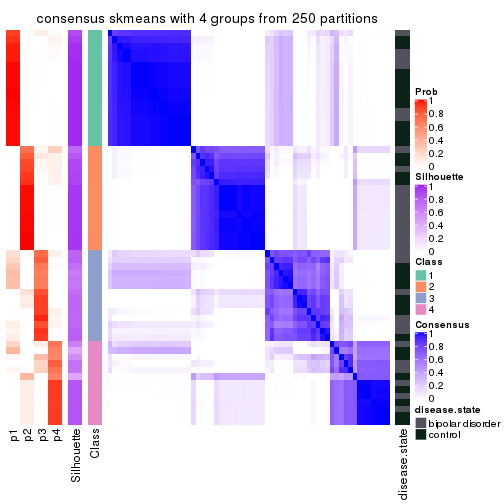 consensus skmeans with 4 groups from 250 partitions
Prob
1
0.8
0.6
0.4
0.2
0
Silhouette
1
0.8
0.6
0.4
0.2
0
Class
1
2
3
4
Consensus
1
0.8
0.6
0.4
0.2
0
disease.state
bipolar disorder
control
p1
p2
p3
p4
Silhouette
Class
disease.state